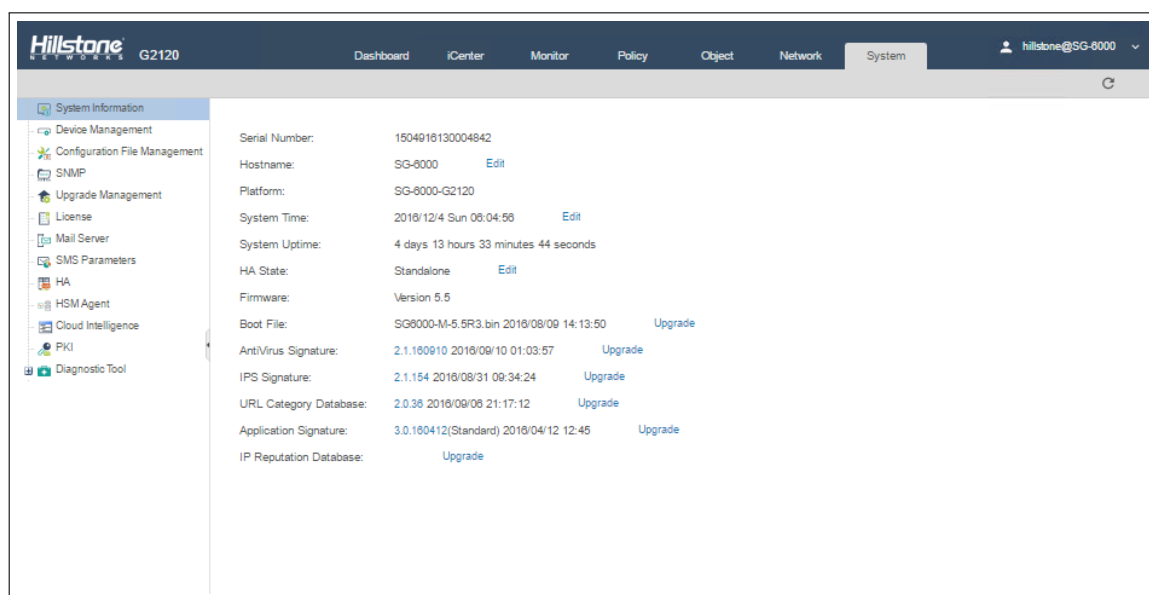 Hillstone
NETWORKS
G2120
Dashboard iCenter Monitor Policy Object Network System
hillstone@SG-6000
System Information
Device Management
Configuration File Management
SNMP
Upgrade Management
License
Mail Server
SMS Parameters
HA
HSM Agent
Cloud Intelligence
PKI
Diagnostic Tool
Serial Number: 1504916130004842
Hostname: SG-6000 Edit
Platform: SG-6000-G2120
System Time: 2016/12/4 Sun 06:04:56 Edit
System Uptime: 4 days 13 hours 33 minutes 44 seconds
HA State: Standalone Edit
Firmware: Version 5.5
Boot File: SG6000-M-5.5R3.bin 2016/08/09 14:13:50 Upgrade
AntiVirus Signature: 2.1.160910 2016/09/10 01:03:57 Upgrade
IPS Signature: 2.1.154 2016/08/31 09:34:24 Upgrade
URL Category Database: 2.0.36 2016/09/06 21:17:12 Upgrade
Application Signature: 3.0.160412(Standard) 2016/04/12 12:45 Upgrade
IP Reputation Database: Upgrade